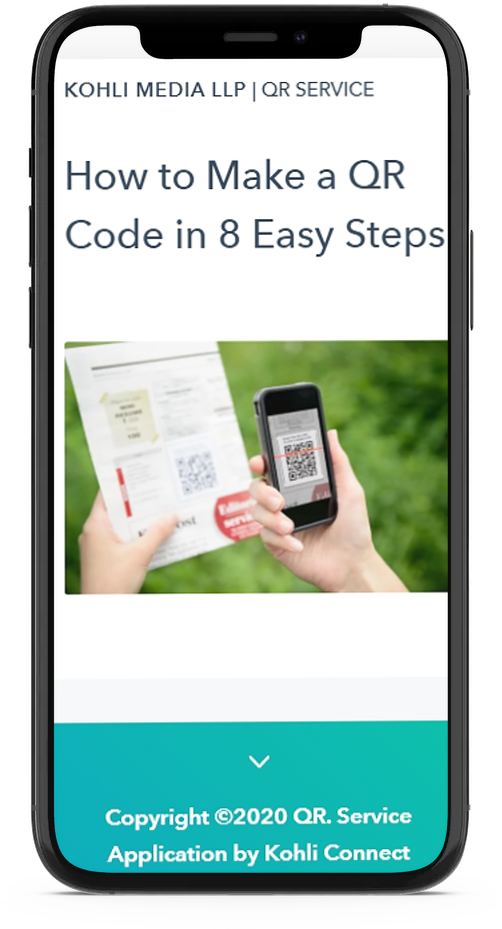 KOHLI MEDIA LLP | QR SERVICE
How to Make a QR
Code in 8 Easy Steps
Copyright ©2020 QR. Service
Application by Kohli Connect